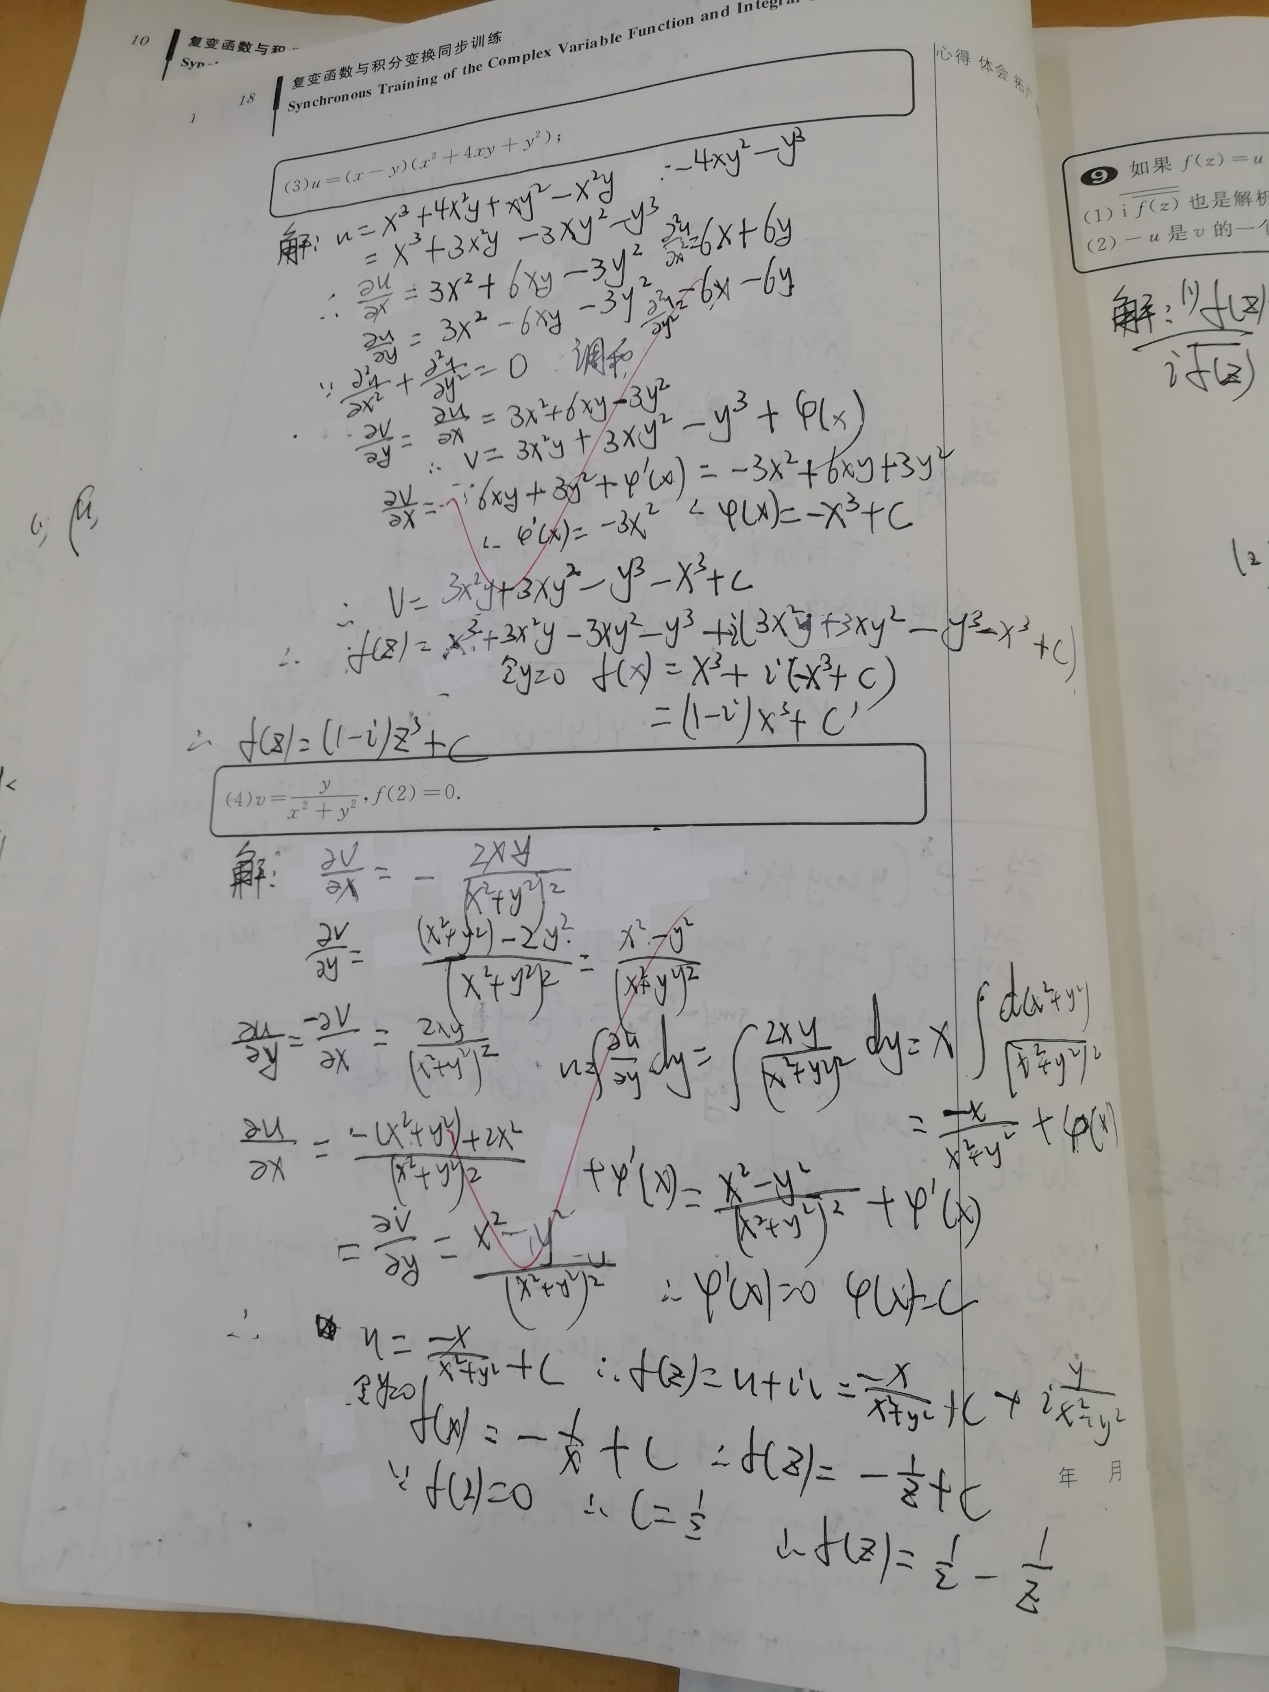 10
复变函数与积
18
复变函数与积分变换同步训练
Synchronous Training of the Complex Variable Function and Integral
心得 体会
(3)u=(x-y)(x²+4xy+y²);
解: u=x³+4x²y+xy²-x²y -4xy²-y³
=x³+3x²y-3xy²-y³
∴ ∂u/∂x = 3x²+6xy-3y² ∂²u/∂x²=6x+6y
∂u/∂y = 3x²-6xy-3y² ∂²u/∂y²=-6x-6y
∵ ∂²u/∂x² + ∂²u/∂y² = 0 调和
∂v/∂y = ∂u/∂x = 3x²+6xy-3y²
∴ v=3x²y+3xy²-y³+φ(x)
∂v/∂x = 6xy+3y²+φ'(x) = -3x²+6xy+3y²
∴ φ'(x)=-3x² ∴ φ(x)=-x³+C
∴ v=3x²y+3xy²-y³-x³+C
∴ f(z)=x³+3x²y-3xy²-y³+i(3x²y+3xy²-y³-x³+C)
令y=0 f(x)=x³+i(-x³+C)
=(1-i)x³+C'
∴ f(z)=(1-i)z³+C
(4)v=y/(x²+y²),f(2)=0.
解: ∂v/∂x = - 2xy/(x²+y²)²
∂v/∂y = ((x²+y²)-2y²)/(x²+y²)² = (x²-y²)/(x²+y²)²
∂u/∂y = -∂v/∂x = 2xy/(x²+y²)² u=∫∂u/∂y dy = ∫2xy/(x²+y²)² dy = x∫d(x²+y²)/(x²+y²)²
= -x/(x²+y²) + φ(x)
∂u/∂x = (-(x²+y²)+2x²)/(x²+y²)² +φ'(x) = (x²-y²)/(x²+y²)² + φ'(x)
= ∂v/∂y = (x²-y²)/(x²+y²)² ∴ φ'(x)=0 φ(x)=C
∴ u = -x/(x²+y²) + C ∴ f(z)=u+iv = -x/(x²+y²) + C + i y/(x²+y²)
令y=0 f(x) = -1/x + C ∴ f(z) = -1/z + C
∵ f(2)=0 ∴ C=1/2
∴ f(z) = 1/2 - 1/z
年 月
9 如果 f(z)=u
(1) i f(z) 也是解析
(2) -u 是 v 的一个
解: (1) f(z)
i f(z)